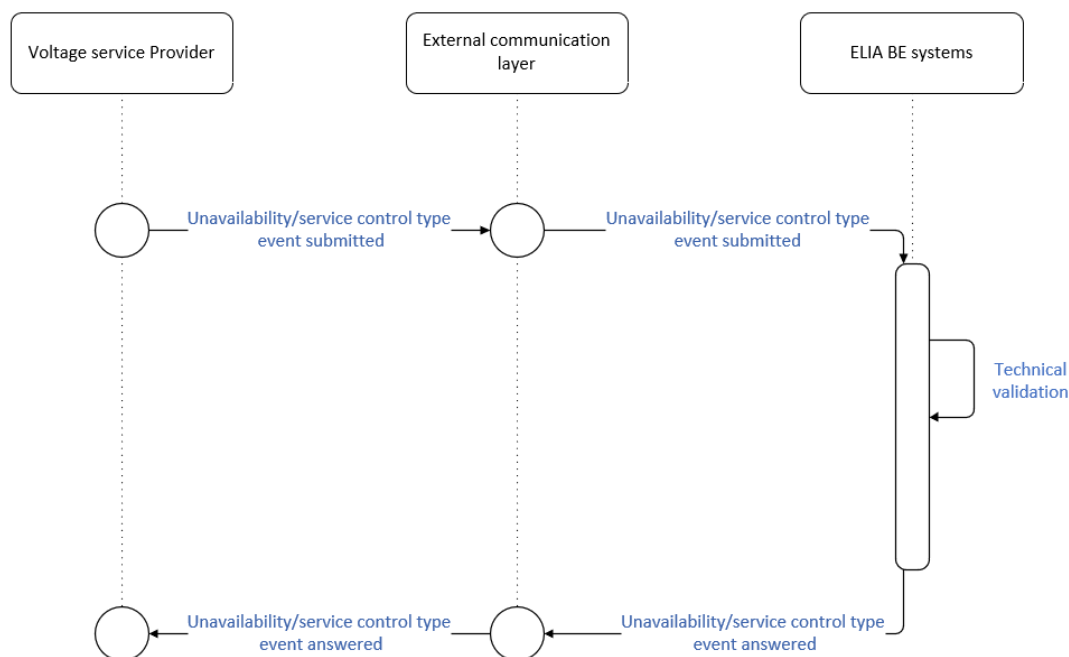 Voltage service Provider
External communication
layer
ELIA BE systems
Unavailability/service control type
event submitted
Unavailability/service control type
event submitted
Technical
validation
Unavailability/service control type
event answered
Unavailability/service control type
event answered